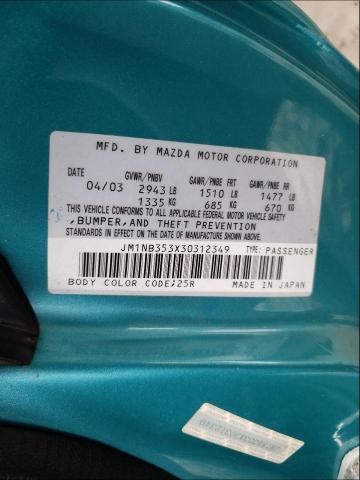 MFD. BY MAZDA MOTOR CORPORATION
DATE GVWR/PNBV GAWR/PNBE FRT GAWR/PNBE RR
04/03 2943 LB 1510 LB 1477 LB
1335 KG 685 KG 670 KG
THIS VEHICLE CONFORMS TO ALL APPLICABLE FEDERAL MOTOR VEHICLE SAFETY
,BUMPER,AND THEFT PREVENTION
STANDARDS IN EFFECT ON THE DATE OF MANUFACTURE SHOWN ABOVE.
JM1NB353X30312349 TYPE: PASSENGER
BODY COLOR CODE;25R MADE IN JAPAN